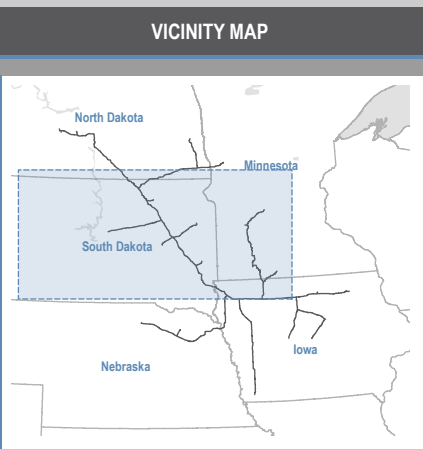 VICINITY MAP
North Dakota
Minnesota
South Dakota
Iowa
Nebraska